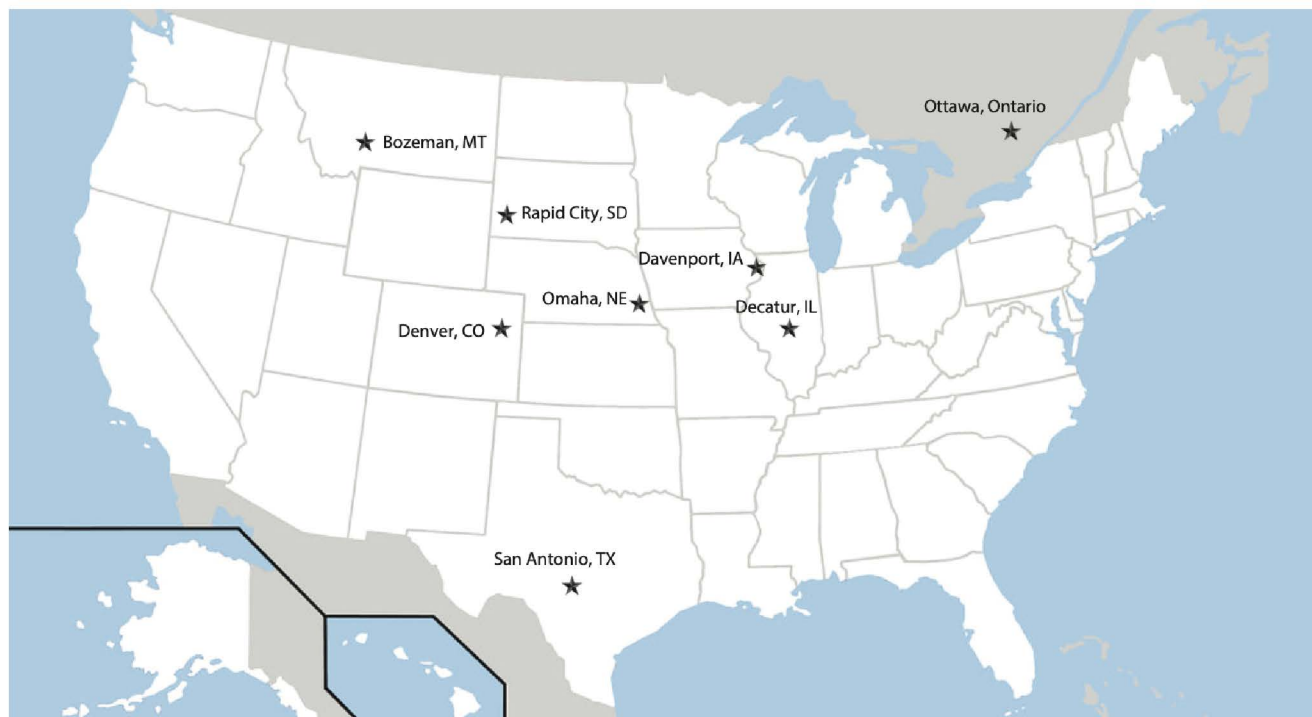 Ottawa, Ontario
Bozeman, MT
Rapid City, SD
Davenport, IA
Omaha, NE
Decatur, IL
Denver, CO
San Antonio, TX